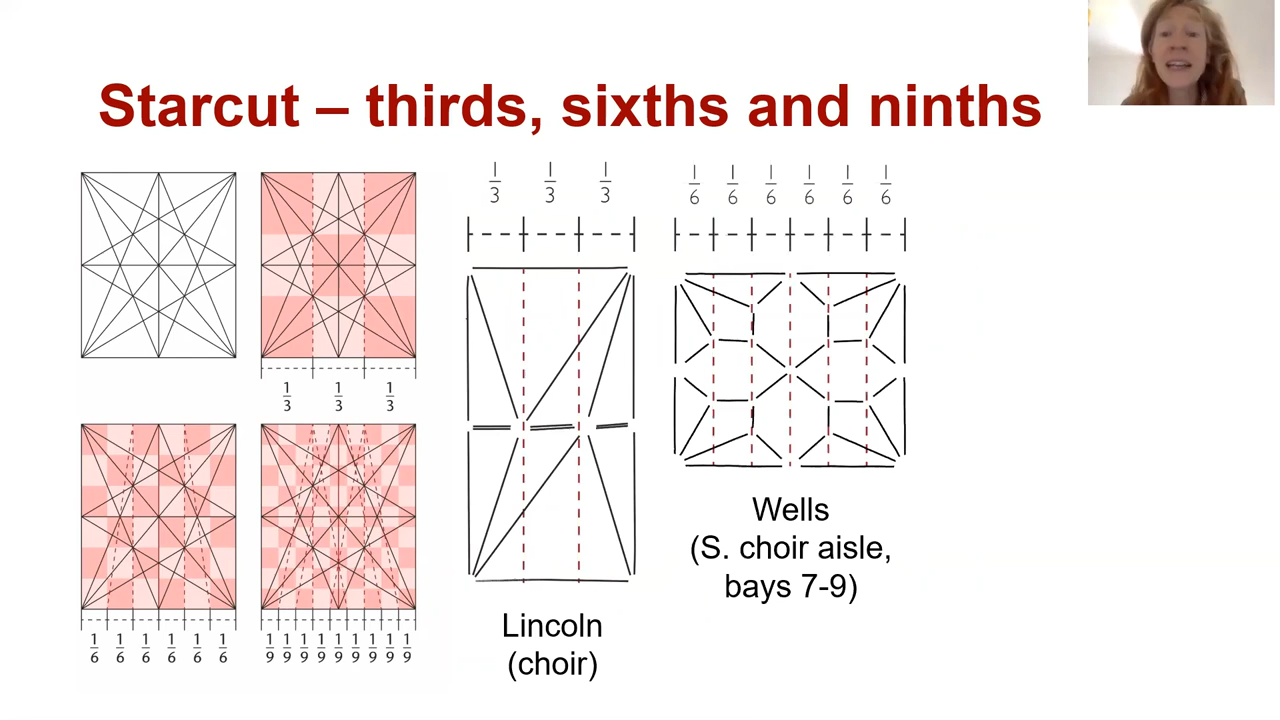 Starcut – thirds, sixths and ninths
1/3 1/3 1/3
1/6 1/6 1/6 1/6 1/6 1/6
1/3 1/3 1/3
Wells
(S. choir aisle,
bays 7-9)
Lincoln
(choir)
1/6 1/6 1/6 1/6 1/6 1/6
1/9 1/9 1/9 1/9 1/9 1/9 1/9 1/9 1/9